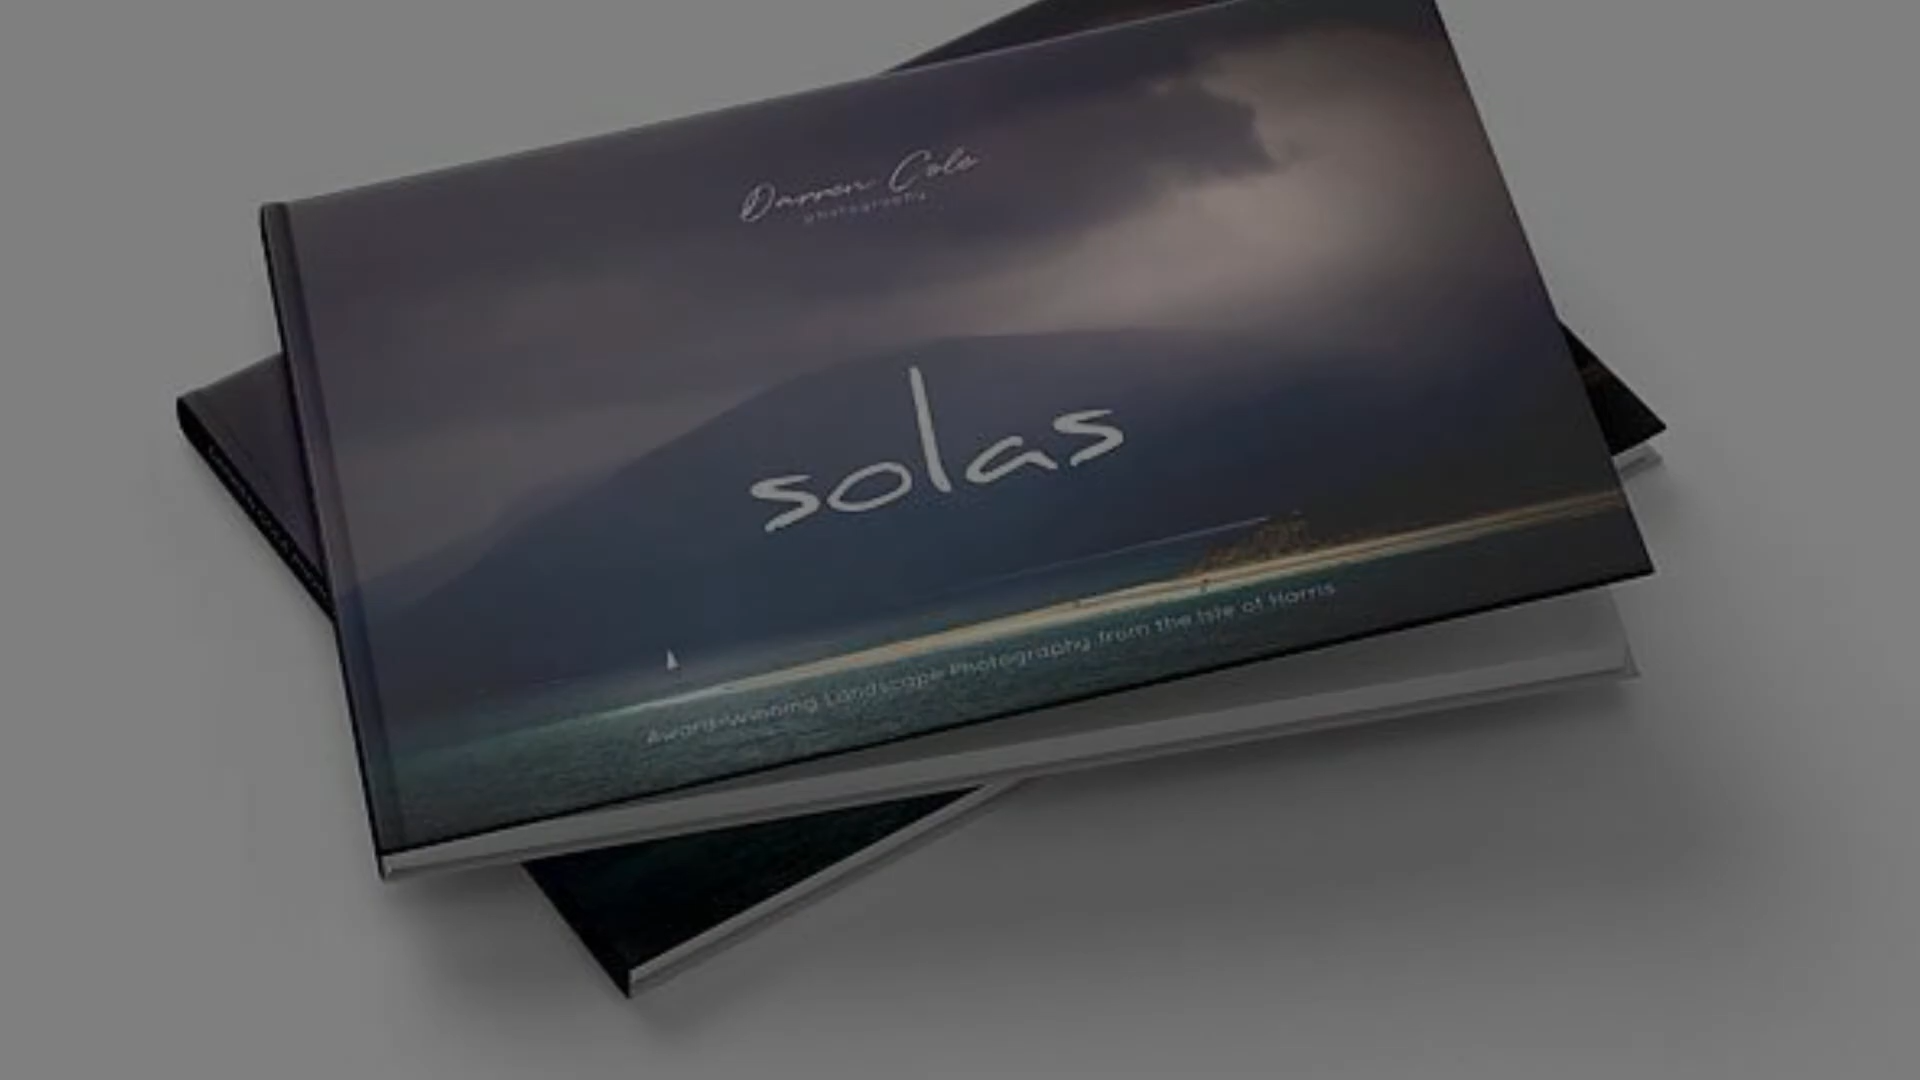 Darren Cole
photography
solas
Award-Winning Landscape Photography from the Isle of Harris